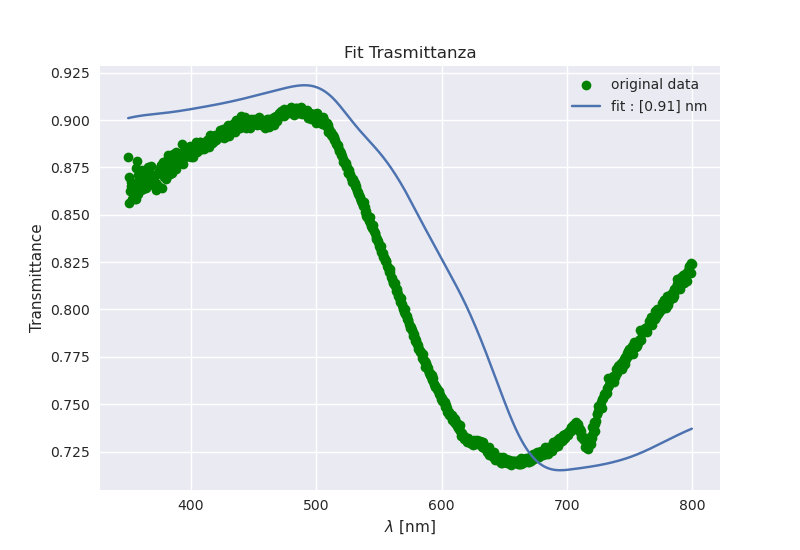 Fit Trasmittanza
original data
fit : [0.91] nm
Transmittance
0.925
0.900
0.875
0.850
0.825
0.800
0.775
0.750
0.725
400 500 600 700 800
λ [nm]